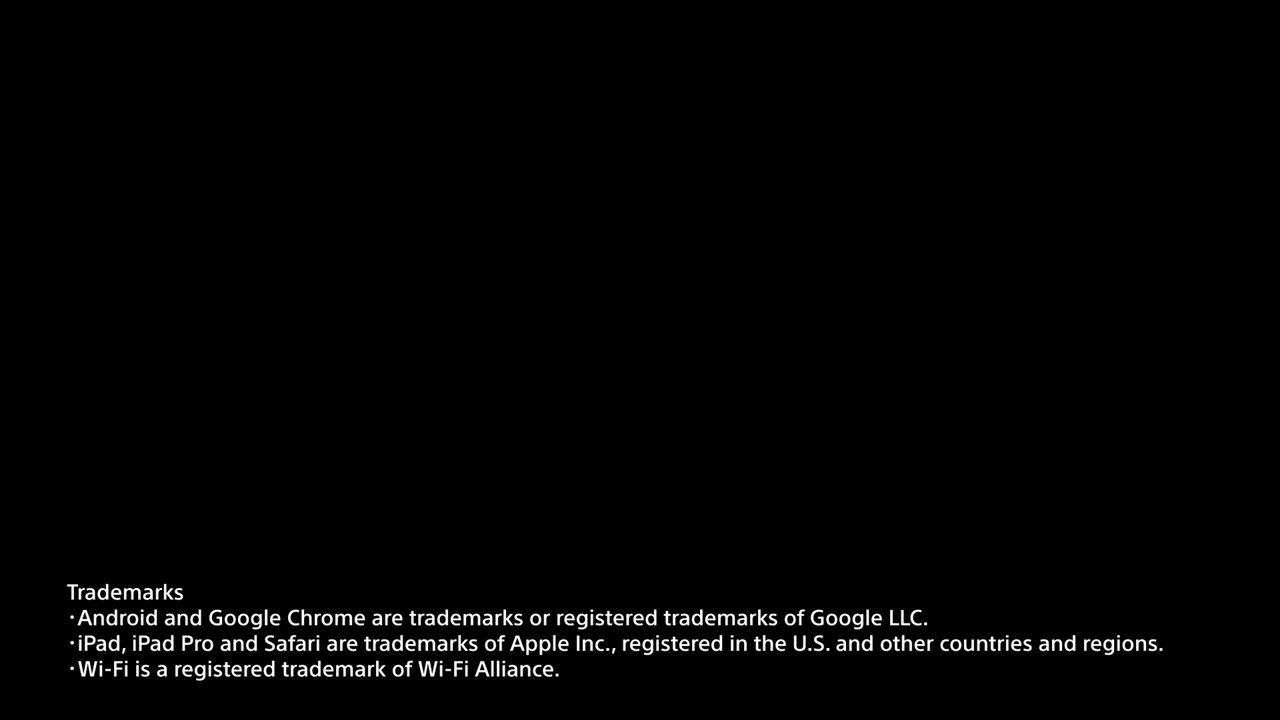 Trademarks
・Android and Google Chrome are trademarks or registered trademarks of Google LLC.
・iPad, iPad Pro and Safari are trademarks of Apple Inc., registered in the U.S. and other countries and regions.
・Wi-Fi is a registered trademark of Wi-Fi Alliance.